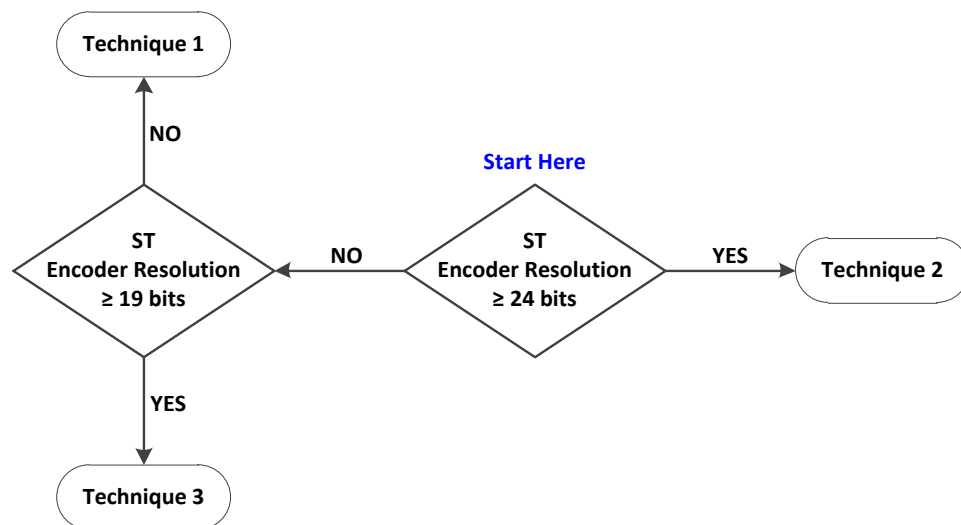 Technique 1
NO
Start Here
ST
Encoder Resolution
≥ 19 bits
NO
ST
Encoder Resolution
≥ 24 bits
YES
Technique 2
YES
Technique 3